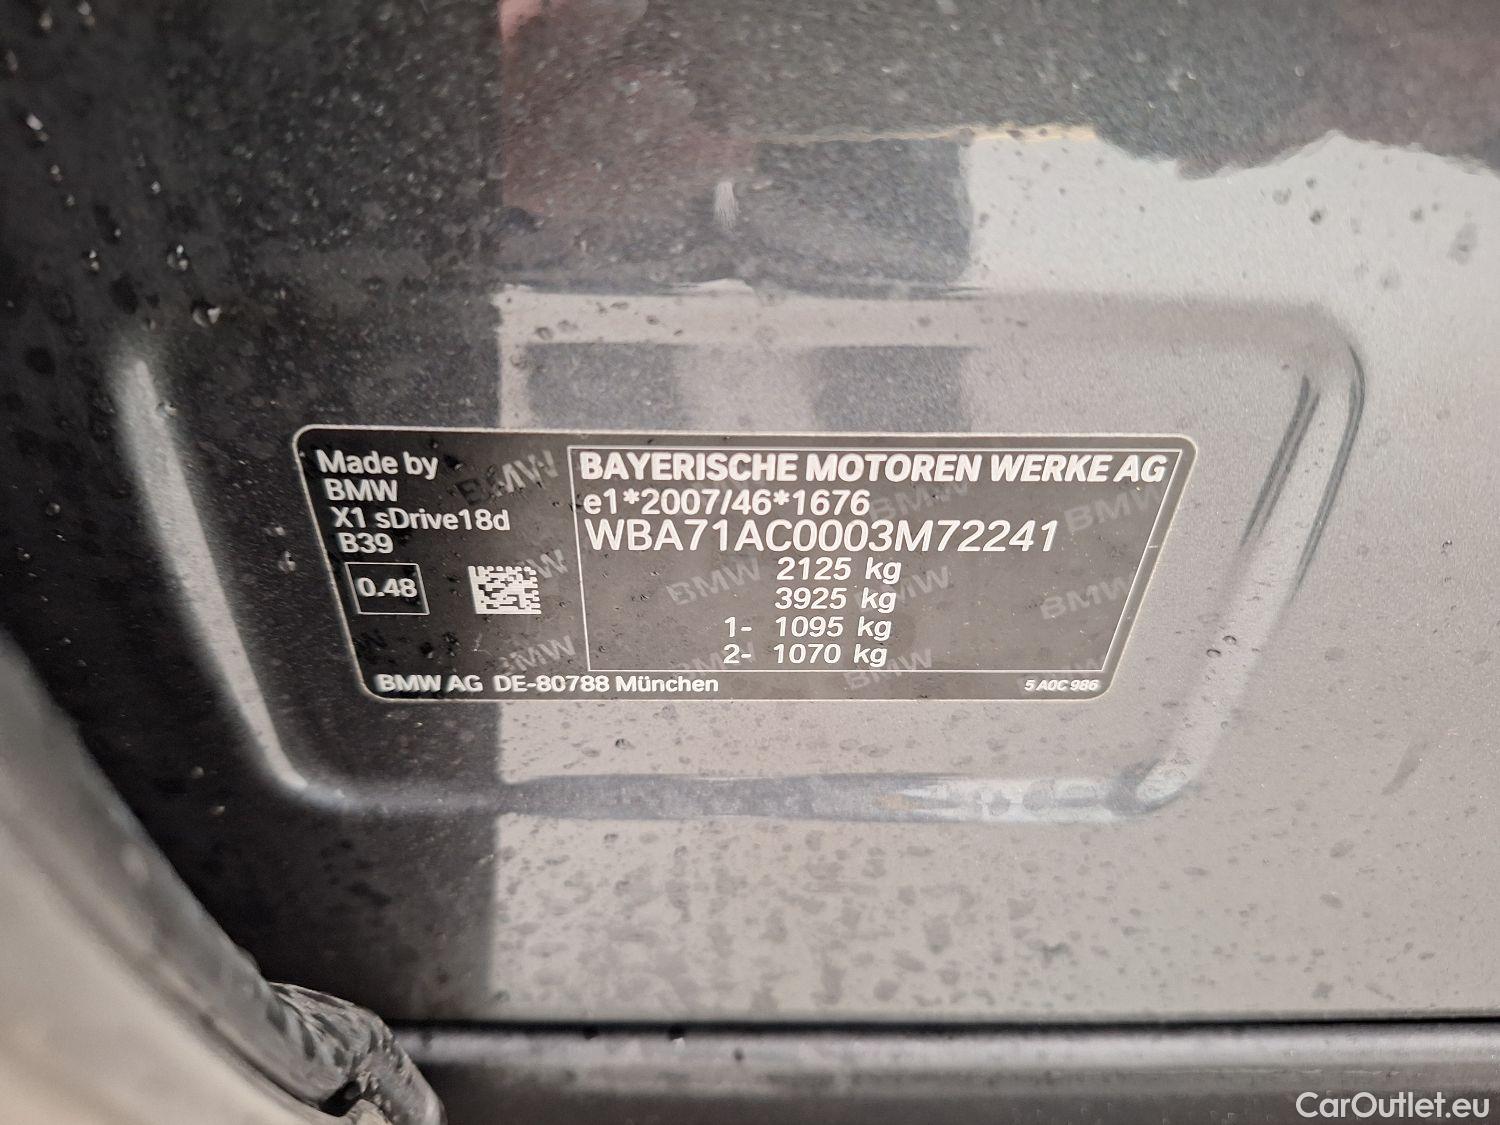 Made by
BMW
X1 sDrive18d
B39
0.48
BAYERISCHE MOTOREN WERKE AG
e1*2007/46*1676
WBA71AC0003M72241
2125 kg
3925 kg
1- 1095 kg
2- 1070 kg
BMW AG DE-80788 München
5 A0C 986
CarOutlet.eu